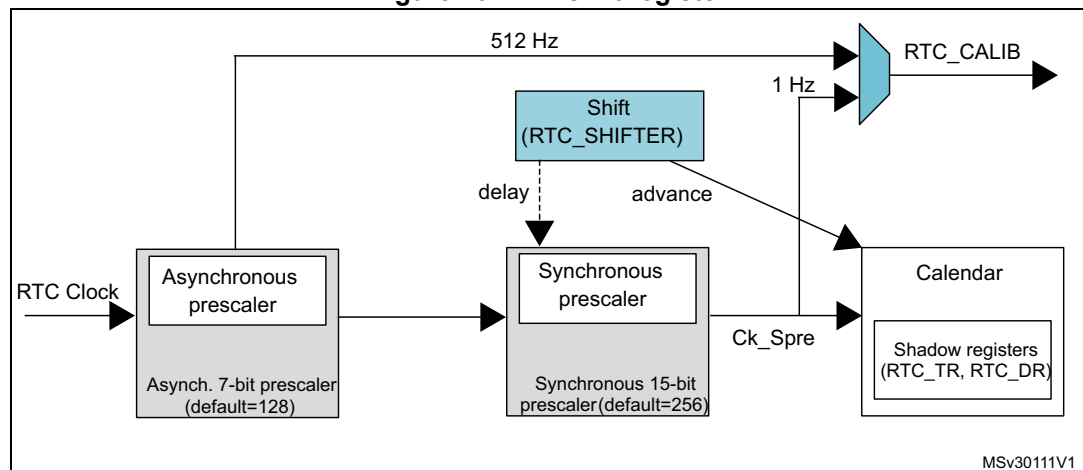 512 Hz
RTC_CALIB
1 Hz
Shift
(RTC_SHIFTER)
delay
advance
RTC Clock
Asynchronous
prescaler
Asynch. 7-bit prescaler
(default=128)
Synchronous
prescaler
Synchronous 15-bit
prescaler(default=256)
Ck_Spre
Calendar
Shadow registers
(RTC_TR, RTC_DR)
MSv30111V1